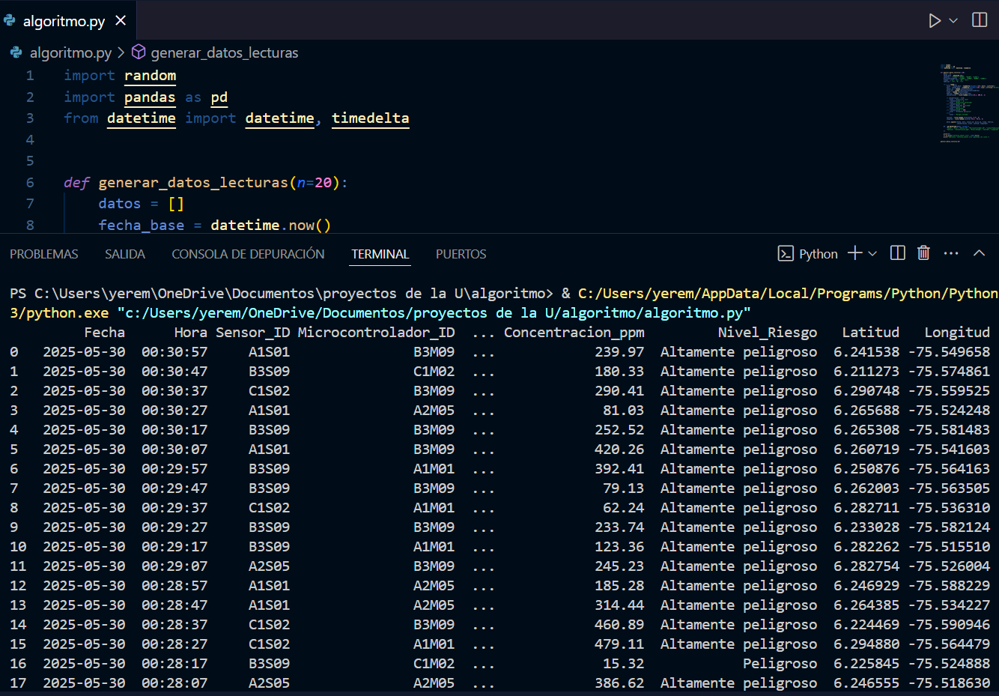 algoritmo.py
algoritmo.py > generar_datos_lecturas
1 import random
2 import pandas as pd
3 from datetime import datetime, timedelta
4
5
6 def generar_datos_lecturas(n=20):
7 datos = []
8 fecha_base = datetime.now()
PROBLEMAS SALIDA CONSOLA DE DEPURACIÓN TERMINAL PUERTOS Python
PS C:\Users\yerem\OneDrive\Documentos\proyectos de la U\algoritmo> & C:/Users/yerem/AppData/Local/Programs/Python/Python
3/python.exe "c:/Users/yerem/OneDrive/Documentos/proyectos de la U/algoritmo/algoritmo.py"
Fecha Hora Sensor_ID Microcontrolador_ID ... Concentracion_ppm Nivel_Riesgo Latitud Longitud
0 2025-05-30 00:30:57 A1S01 B3M09 ... 239.97 Altamente peligroso 6.241538 -75.549658
1 2025-05-30 00:30:47 B3S09 C1M02 ... 180.33 Altamente peligroso 6.211273 -75.574861
2 2025-05-30 00:30:37 C1S02 B3M09 ... 290.41 Altamente peligroso 6.290748 -75.559525
3 2025-05-30 00:30:27 A1S01 A2M05 ... 81.03 Altamente peligroso 6.265688 -75.524248
4 2025-05-30 00:30:17 B3S09 B3M09 ... 252.52 Altamente peligroso 6.265308 -75.581483
5 2025-05-30 00:30:07 A1S01 B3M09 ... 420.26 Altamente peligroso 6.260719 -75.541603
6 2025-05-30 00:29:57 B3S09 A1M01 ... 392.41 Altamente peligroso 6.250876 -75.564163
7 2025-05-30 00:29:47 B3S09 B3M09 ... 79.13 Altamente peligroso 6.262003 -75.563505
8 2025-05-30 00:29:37 C1S02 A1M01 ... 62.24 Altamente peligroso 6.282711 -75.536310
9 2025-05-30 00:29:27 B3S09 B3M09 ... 233.74 Altamente peligroso 6.233028 -75.582124
10 2025-05-30 00:29:17 B3S09 A1M01 ... 123.36 Altamente peligroso 6.282262 -75.515510
11 2025-05-30 00:29:07 A2S05 B3M09 ... 245.23 Altamente peligroso 6.282754 -75.526004
12 2025-05-30 00:28:57 A1S01 A2M05 ... 185.28 Altamente peligroso 6.246929 -75.588229
13 2025-05-30 00:28:47 A1S01 A2M05 ... 314.44 Altamente peligroso 6.264385 -75.534227
14 2025-05-30 00:28:37 C1S02 B3M09 ... 460.89 Altamente peligroso 6.224469 -75.590946
15 2025-05-30 00:28:27 C1S02 A1M01 ... 479.11 Altamente peligroso 6.294880 -75.564479
16 2025-05-30 00:28:17 B3S09 C1M02 ... 15.32 Peligroso 6.225845 -75.524888
17 2025-05-30 00:28:07 A2S05 A2M05 ... 386.62 Altamente peligroso 6.246555 -75.518630